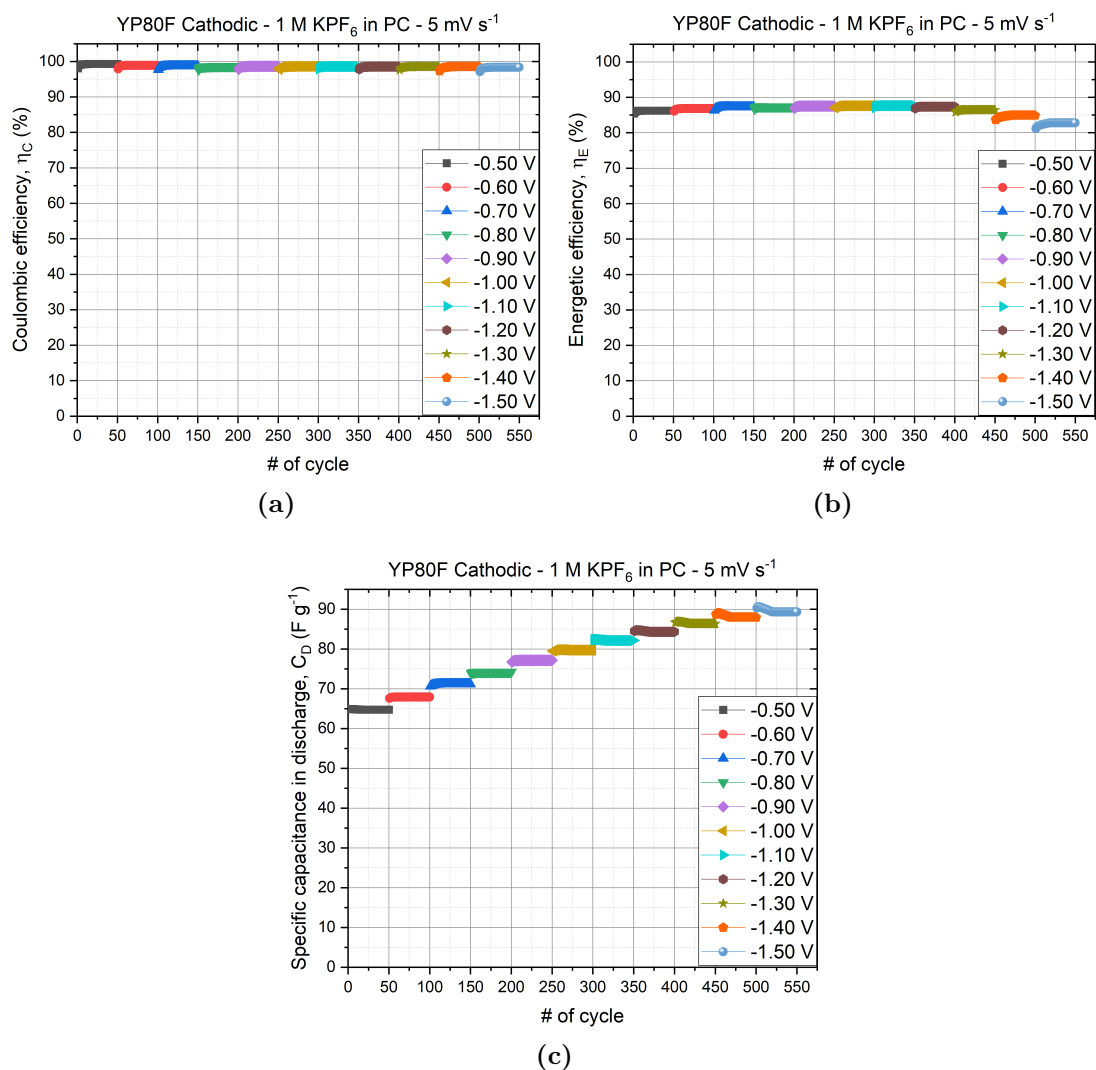 YP80F Cathodic - 1 M KPF₆ in PC - 5 mV s⁻¹
Coulombic efficiency, η_C (%)
100
90
80
70
60
50
40
30
20
10
0
-0.50 V
-0.60 V
-0.70 V
-0.80 V
-0.90 V
-1.00 V
-1.10 V
-1.20 V
-1.30 V
-1.40 V
-1.50 V
0 50 100 150 200 250 300 350 400 450 500 550
# of cycle
(a)
YP80F Cathodic - 1 M KPF₆ in PC - 5 mV s⁻¹
Energetic efficiency, η_E (%)
100
90
80
70
60
50
40
30
20
10
0
-0.50 V
-0.60 V
-0.70 V
-0.80 V
-0.90 V
-1.00 V
-1.10 V
-1.20 V
-1.30 V
-1.40 V
-1.50 V
0 50 100 150 200 250 300 350 400 450 500 550
# of cycle
(b)
YP80F Cathodic - 1 M KPF₆ in PC - 5 mV s⁻¹
Specific capacitance in discharge, C_D (F g⁻¹)
90
80
70
60
50
40
30
20
10
0
-0.50 V
-0.60 V
-0.70 V
-0.80 V
-0.90 V
-1.00 V
-1.10 V
-1.20 V
-1.30 V
-1.40 V
-1.50 V
0 50 100 150 200 250 300 350 400 450 500 550
# of cycle
(c)